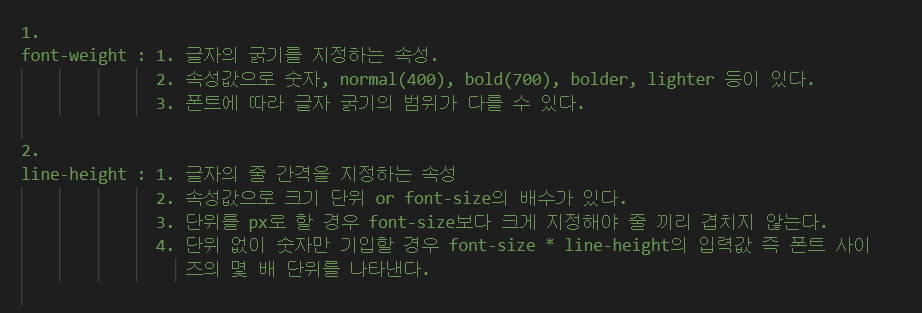 1.
font-weight : 1. 글자의 굵기를 지정하는 속성.
2. 속성값으로 숫자, normal(400), bold(700), bolder, lighter 등이 있다.
3. 폰트에 따라 글자 굵기의 범위가 다를 수 있다.
2.
line-height : 1. 글자의 줄 간격을 지정하는 속성
2. 속성값으로 크기 단위 or font-size의 배수가 있다.
3. 단위를 px로 할 경우 font-size보다 크게 지정해야 줄 끼리 겹치지 않는다.
4. 단위 없이 숫자만 기입할 경우 font-size * line-height의 입력값 즉 폰트 사이
즈의 몇 배 단위를 나타낸다.